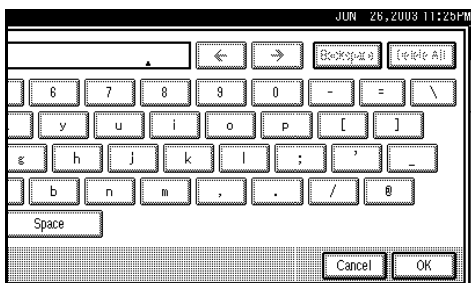 JUN 26,2003 11:25PM
← → Backspace Delete All
6 7 8 9 0 - = \
y u i o p [ ]
g h j k l ; ' _
b n m , . / @
Space
Cancel OK